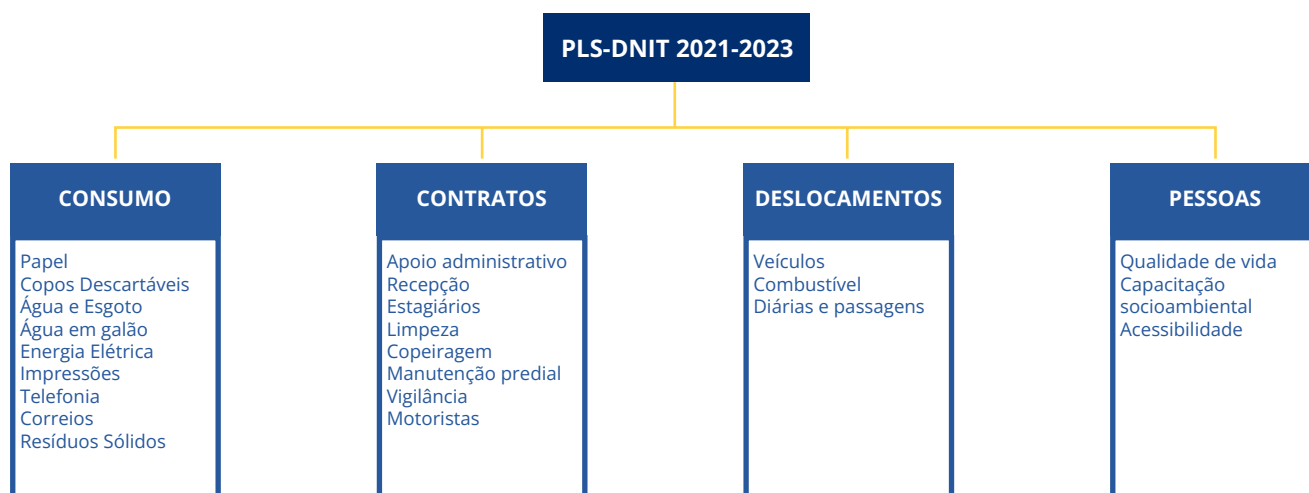 PLS-DNIT 2021-2023
CONSUMO
Papel
Copos Descartáveis
Água e Esgoto
Água em galão
Energia Elétrica
Impressões
Telefonia
Correios
Resíduos Sólidos
CONTRATOS
Apoio administrativo
Recepção
Estagiários
Limpeza
Copeiragem
Manutenção predial
Vigilância
Motoristas
DESLOCAMENTOS
Veículos
Combustível
Diárias e passagens
PESSOAS
Qualidade de vida
Capacitação
socioambiental
Acessibilidade